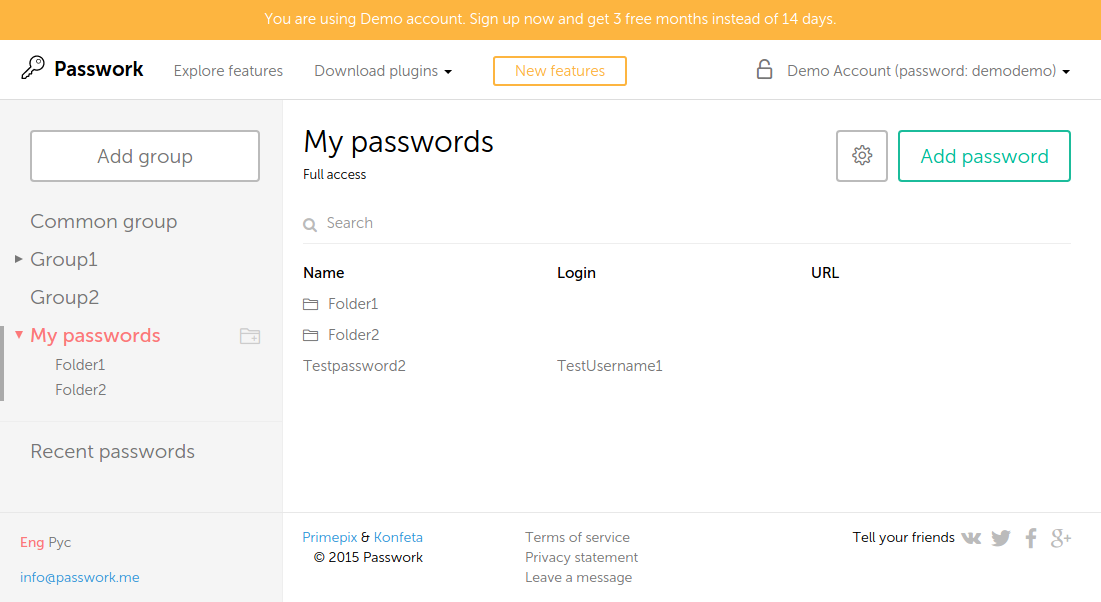 You are using Demo account. Sign up now and get 3 free months instead of 14 days.
Passwork Explore features Download plugins New features Demo Account (password: demodemo)
Add group
Common group
Group1
Group2
My passwords
Folder1
Folder2
Recent passwords
My passwords
Full access
Add password
Search
Name Login URL
Folder1
Folder2
Testpassword2 TestUsername1
Eng Рус
info@passwork.me
Primepix & Konfeta
© 2015 Passwork
Terms of service
Privacy statement
Leave a message
Tell your friends